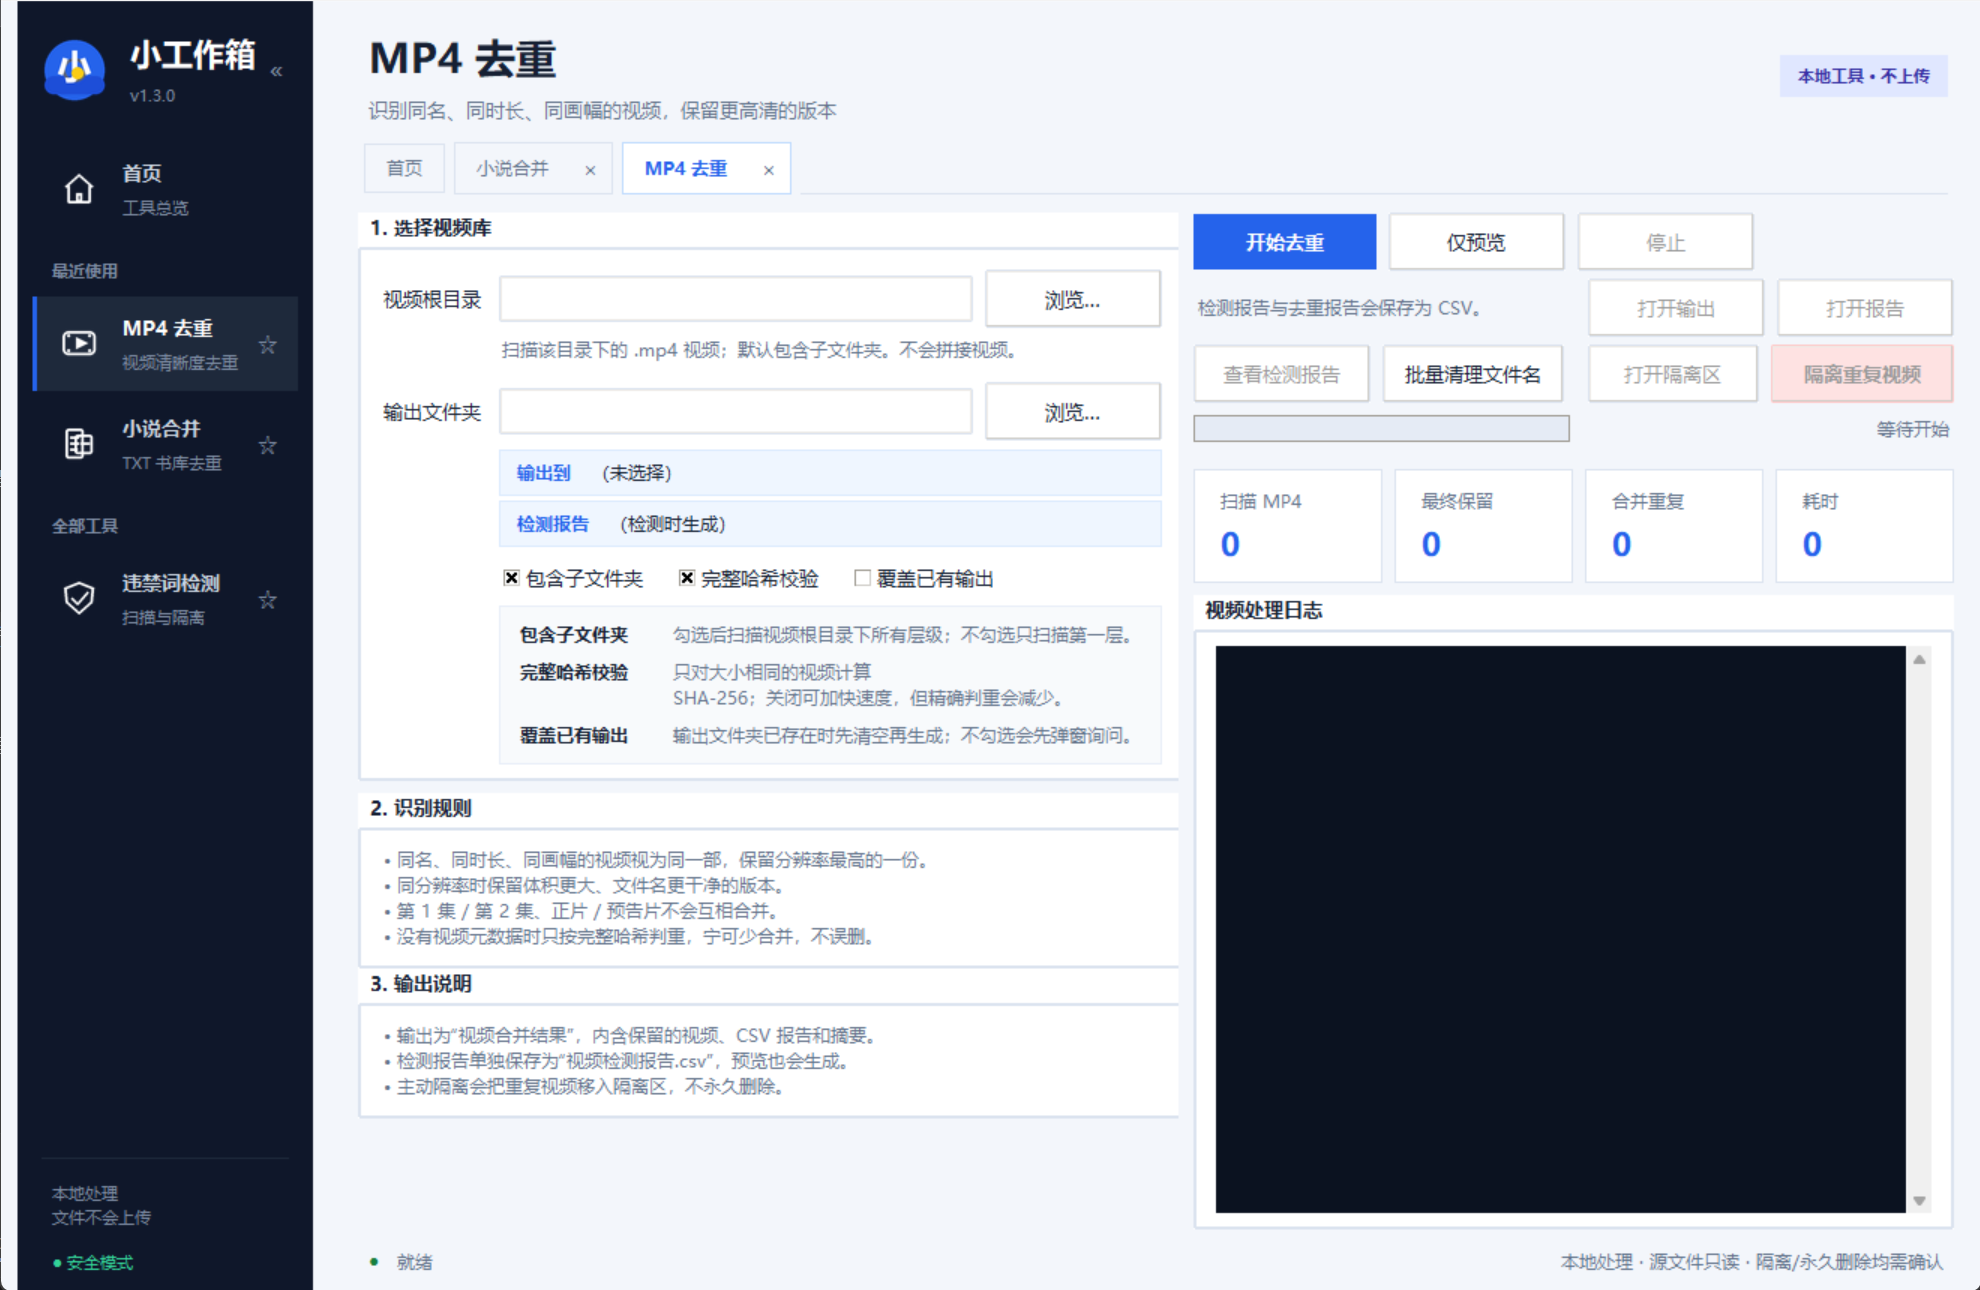 小
小工作箱
«
v1.3.0
首页
工具总览
最近使用
MP4 去重
视频清晰度去重
☆
小说合并
TXT 书库去重
☆
全部工具
违禁词检测
扫描与隔离
☆
本地处理
文件不会上传
• 安全模式
MP4 去重
识别同名、同时长、同画幅的视频，保留更高清的版本
本地工具 • 不上传
首页
小说合并 ×
MP4 去重 ×
1. 选择视频库
视频根目录
浏览...
扫描该目录下的 .mp4 视频；默认包含子文件夹。不会拼接视频。
输出文件夹
浏览...
输出到 (未选择)
检测报告 (检测时生成)
包含子文件夹 完整哈希校验 覆盖已有输出
包含子文件夹 勾选后扫描视频根目录下所有层级；不勾选只扫描第一层。
完整哈希校验 只对大小相同的视频计算
SHA-256；关闭可加快速度，但精确判重会减少。
覆盖已有输出 输出文件夹已存在时先清空再生成；不勾选会先弹窗询问。
2. 识别规则
• 同名、同时长、同画幅的视频视为同一部，保留分辨率最高的一份。
• 同分辨率时保留体积更大、文件名更干净的版本。
• 第 1 集 / 第 2 集、正片 / 预告片不会互相合并。
• 没有视频元数据时只按完整哈希判重，宁可少合并，不误删。
3. 输出说明
• 输出为“视频合并结果”，内含保留的视频、CSV 报告和摘要。
• 检测报告单独保存为“视频检测报告.csv”，预览也会生成。
• 主动隔离会把重复视频移入隔离区，不永久删除。
开始去重 仅预览 停止
检测报告与去重报告会保存为 CSV。 打开输出 打开报告
查看检测报告 批量清理文件名 打开隔离区 隔离重复视频
等待开始
扫描 MP4
0
最终保留
0
合并重复
0
耗时
0
视频处理日志
• 就绪
本地处理 · 源文件只读 · 隔离/永久删除均需确认